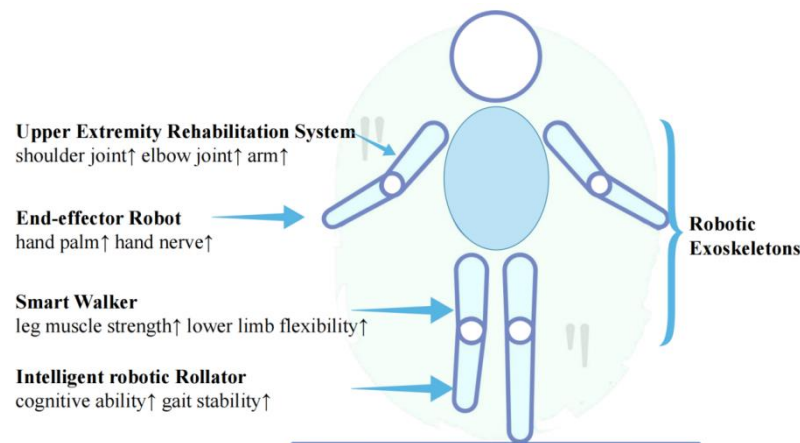 Upper Extremity Rehabilitation System
shoulder joint↑ elbow joint↑ arm↑
End-effector Robot
hand palm↑ hand nerve↑
Smart Walker
leg muscle strength↑ lower limb flexibility↑
Intelligent robotic Rollator
cognitive ability↑ gait stability↑
Robotic
Exoskeletons